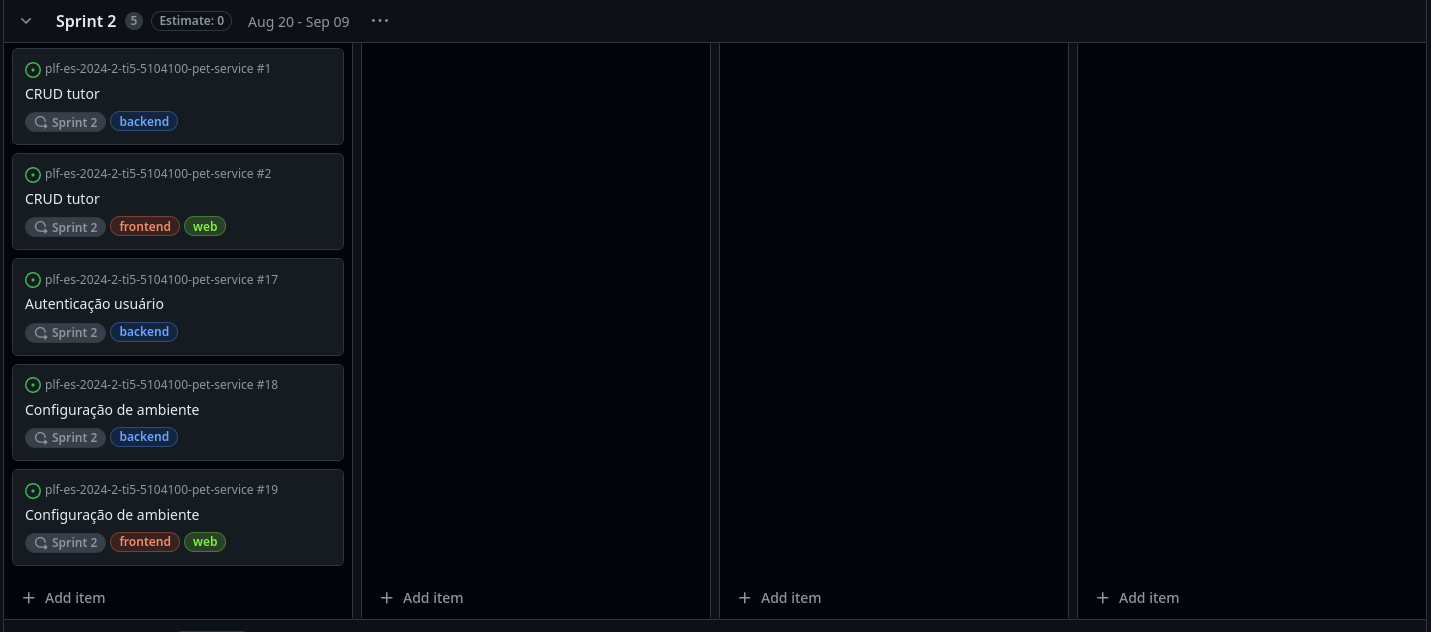 Sprint 2 5 Estimate: 0 Aug 20 - Sep 09
plf-es-2024-2-ti5-5104100-pet-service #1
CRUD tutor
Sprint 2 backend
plf-es-2024-2-ti5-5104100-pet-service #2
CRUD tutor
Sprint 2 frontend web
plf-es-2024-2-ti5-5104100-pet-service #17
Autenticação usuário
Sprint 2 backend
plf-es-2024-2-ti5-5104100-pet-service #18
Configuração de ambiente
Sprint 2 backend
plf-es-2024-2-ti5-5104100-pet-service #19
Configuração de ambiente
Sprint 2 frontend web
+ Add item + Add item + Add item + Add item